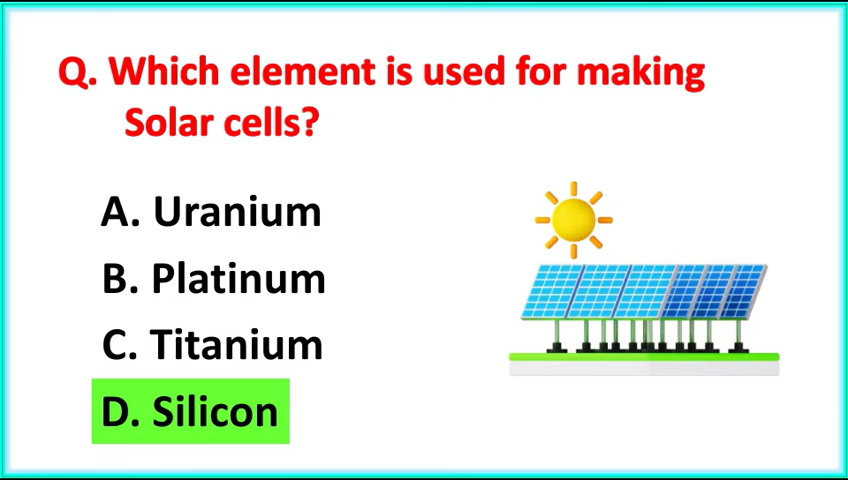 Q. Which element is used for making
Solar cells?
A. Uranium
B. Platinum
C. Titanium
D. Silicon